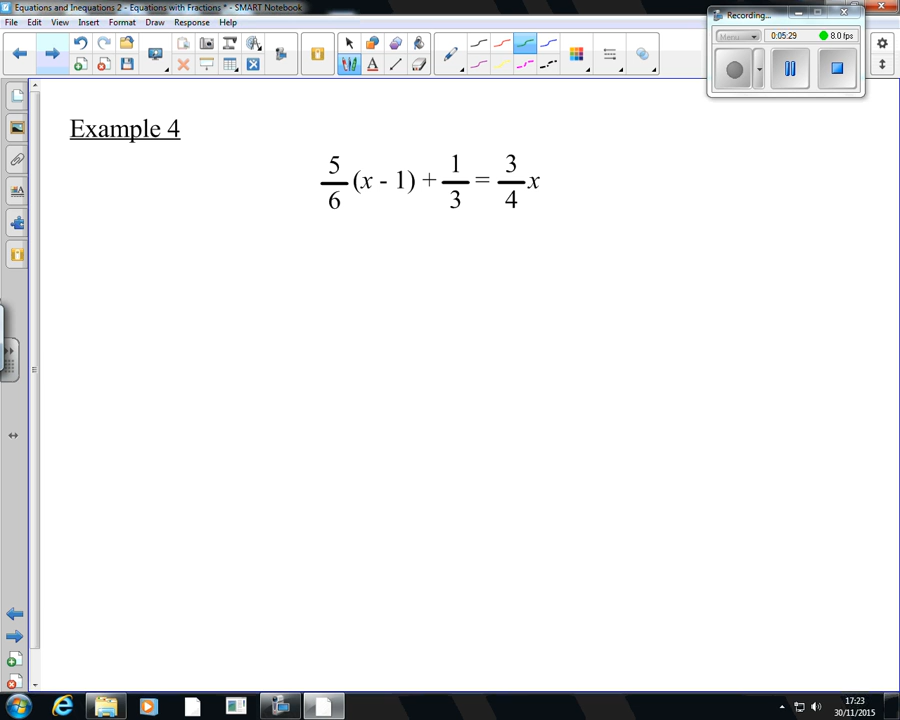 Equations and Inequations 2 - Equations with Fractions * - SMART Notebook
File Edit View Insert Format Draw Response Help
Recording...
Menu 0:05:29 8.0 fps
Example 4
5/6 (x - 1) + 1/3 = 3/4 x
17:23
30/11/2015